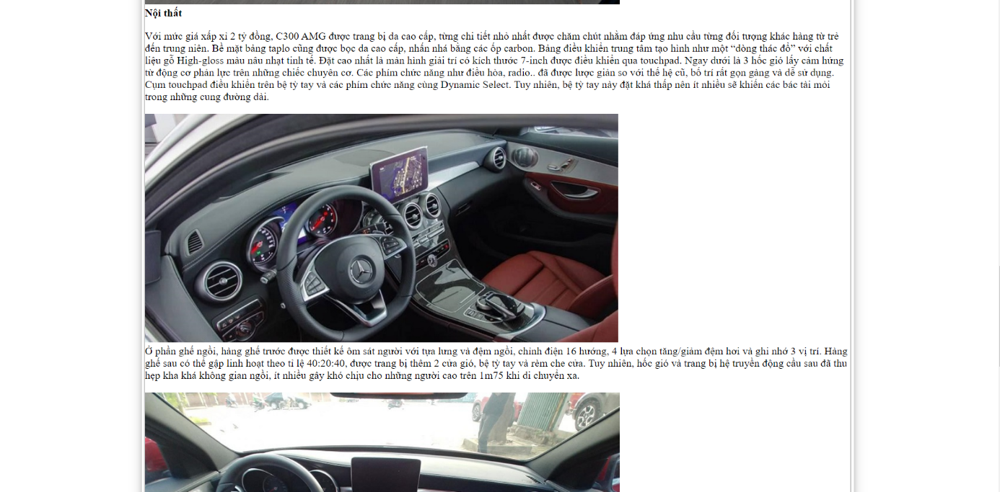 Nội thất
Với mức giá xấp xỉ 2 tỷ đồng, C300 AMG được trang bị da cao cấp, từng chi tiết nhỏ nhất được chăm chút nhằm đáp ứng nhu cầu từng đối tượng khác hàng từ trẻ
đến trung niên. Bề mặt bảng taplo cũng được bọc da cao cấp, nhấn nhá bằng các ốp carbon. Bảng điều khiển trung tâm tạo hình như một “dòng thác đổ” với chất
liệu gỗ High-gloss màu nâu nhạt tinh tế. Đặt cao nhất là màn hình giải trí có kích thước 7-inch được điều khiển qua touchpad. Ngay dưới là 3 hốc gió lấy cảm hứng
từ động cơ phản lực trên những chiếc chuyên cơ. Các phím chức năng như điều hòa, radio.. đã được lược giản so với thế hệ cũ, bố trí rất gọn gàng và dễ sử dụng.
Cụm touchpad điều khiển trên bệ tỳ tay và các phím chức năng cùng Dynamic Select. Tuy nhiên, bệ tỳ tay này đặt khá thấp nên ít nhiều sẽ khiến các bác tài mỏi
trong những cung đường dài.
Ở phần ghế ngồi, hàng ghế trước được thiết kế ôm sát người với tựa lưng và đệm ngồi, chỉnh điện 16 hướng, 4 lựa chọn tăng/giảm đệm hơi và ghi nhớ 3 vị trí. Hàng
ghế sau có thể gập linh hoạt theo tỉ lệ 40:20:40, được trang bị thêm 2 cửa gió, bệ tỳ tay và rèm che cửa. Tuy nhiên, hốc gió và trang bị hệ truyền động cầu sau đã thu
hẹp kha khá không gian ngồi, ít nhiều gây khó chịu cho những người cao trên 1m75 khi di chuyển xa.